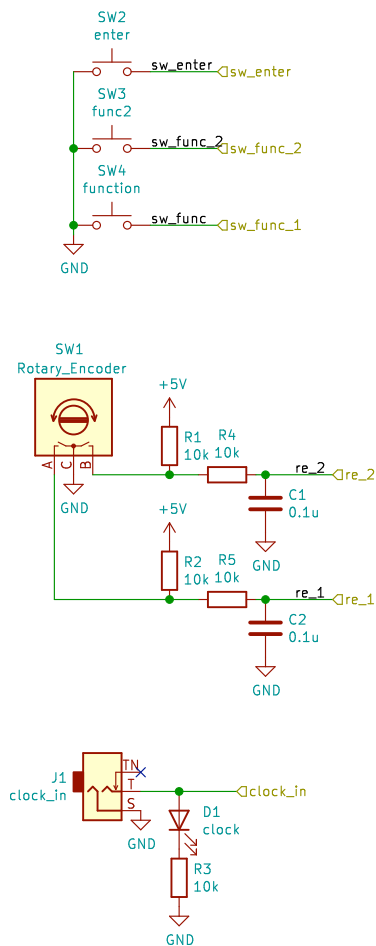 SW2
enter
sw_enter
sw_enter
SW3
func2
sw_func_2
sw_func_2
SW4
function
sw_func
sw_func_1
GND
SW1
Rotary_Encoder
A
C
B
GND
+5V
R1
10k
R4
10k
re_2
re_2
C1
0.1u
GND
+5V
R2
10k
R5
10k
re_1
re_1
C2
0.1u
GND
J1
clock_in
TN
T
S
GND
clock_in
D1
clock
R3
10k
GND